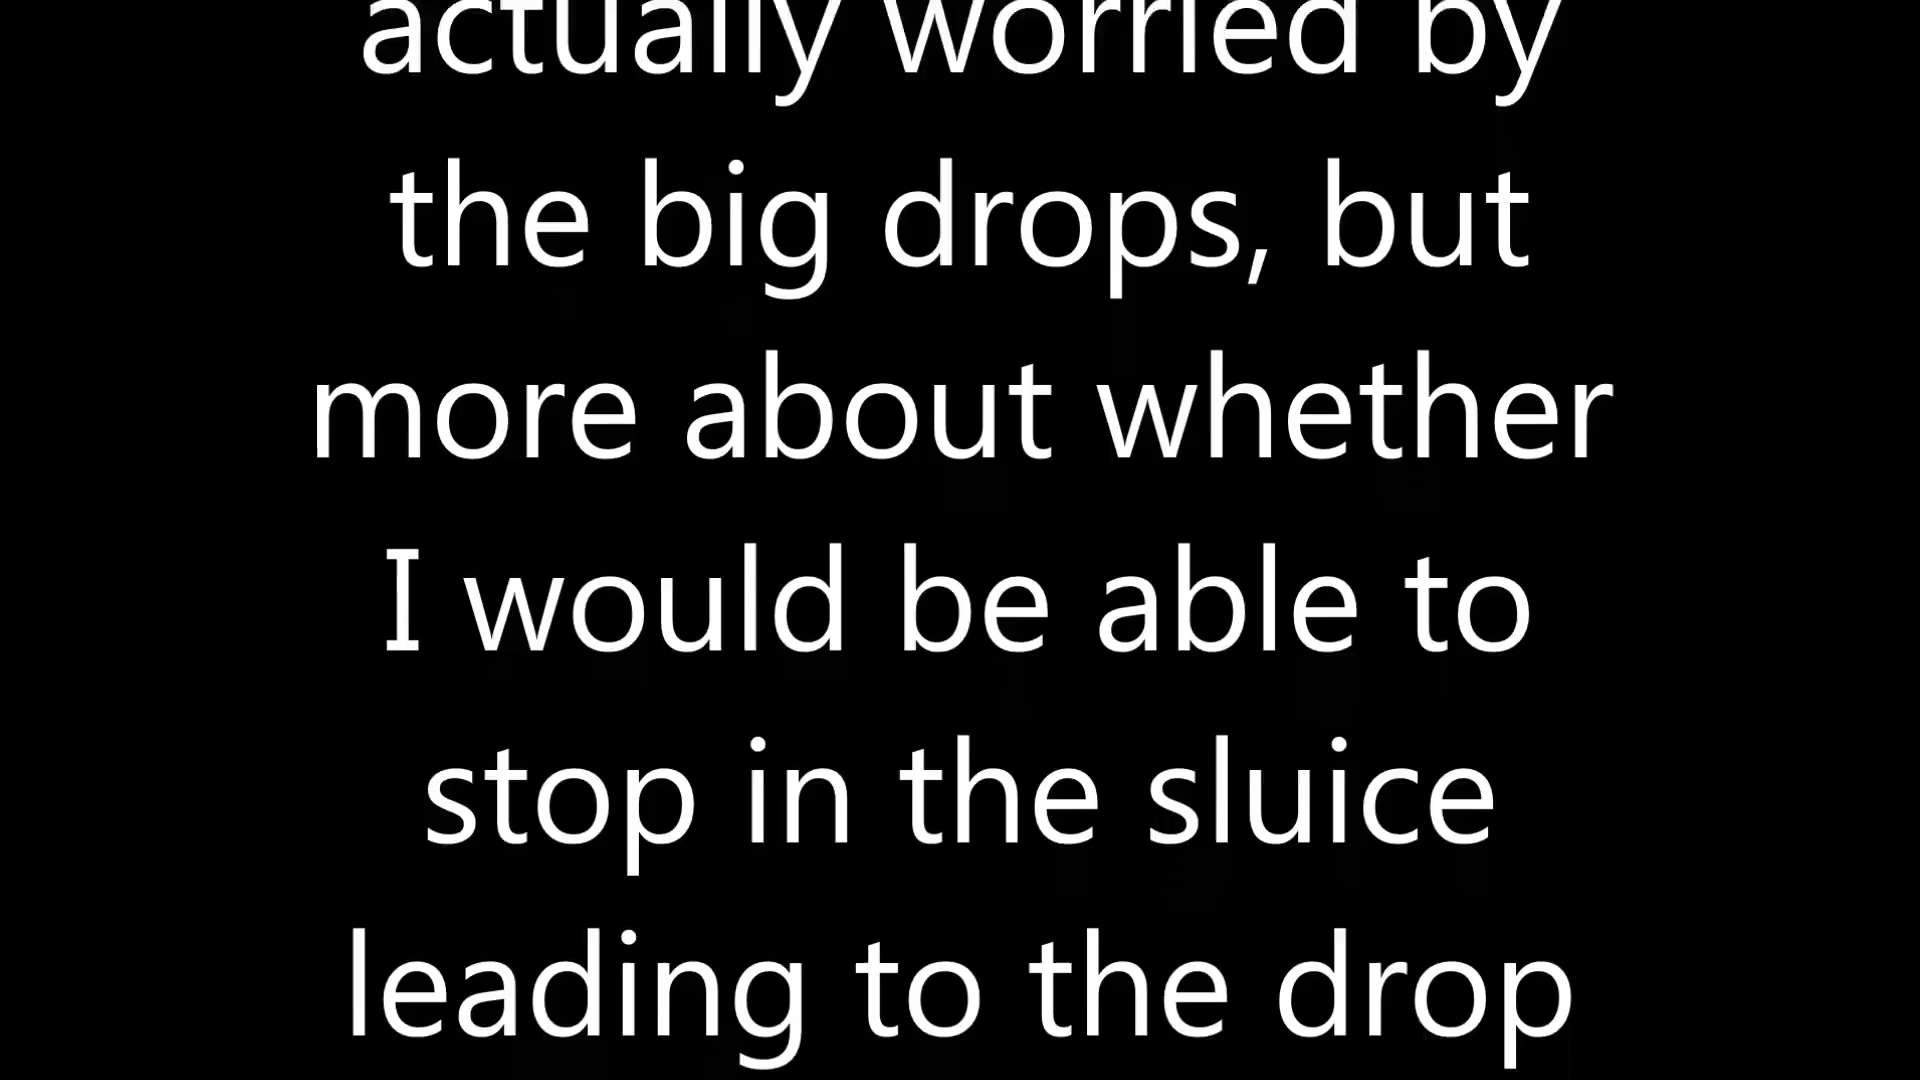 actually worried by
the big drops, but
more about whether
I would be able to
stop in the sluice
leading to the drop